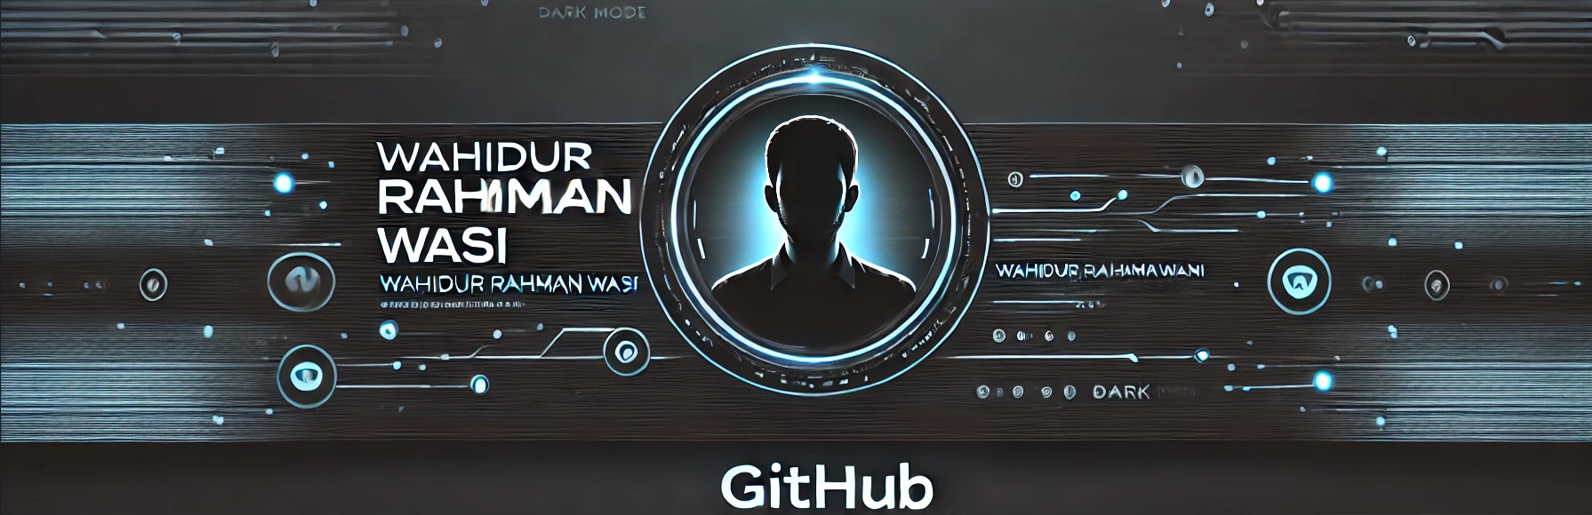 DARK MODE
WAHIDUR
RAHMAN
WASI
WAHIDUR RAHMAN WASI
WAHIDUR RAHAMAWANI
DARK
GitHub